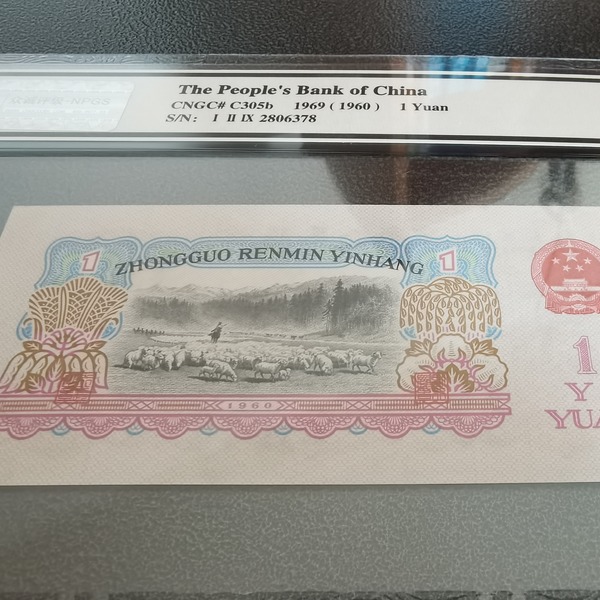 The People's Bank of China
CNGC# C305b 1969 ( 1960 ) 1 Yuan
S/N: I II IX 2806378
1 ZHONGGUO RENMIN YINHANG 1
1960
1
Y
YUA